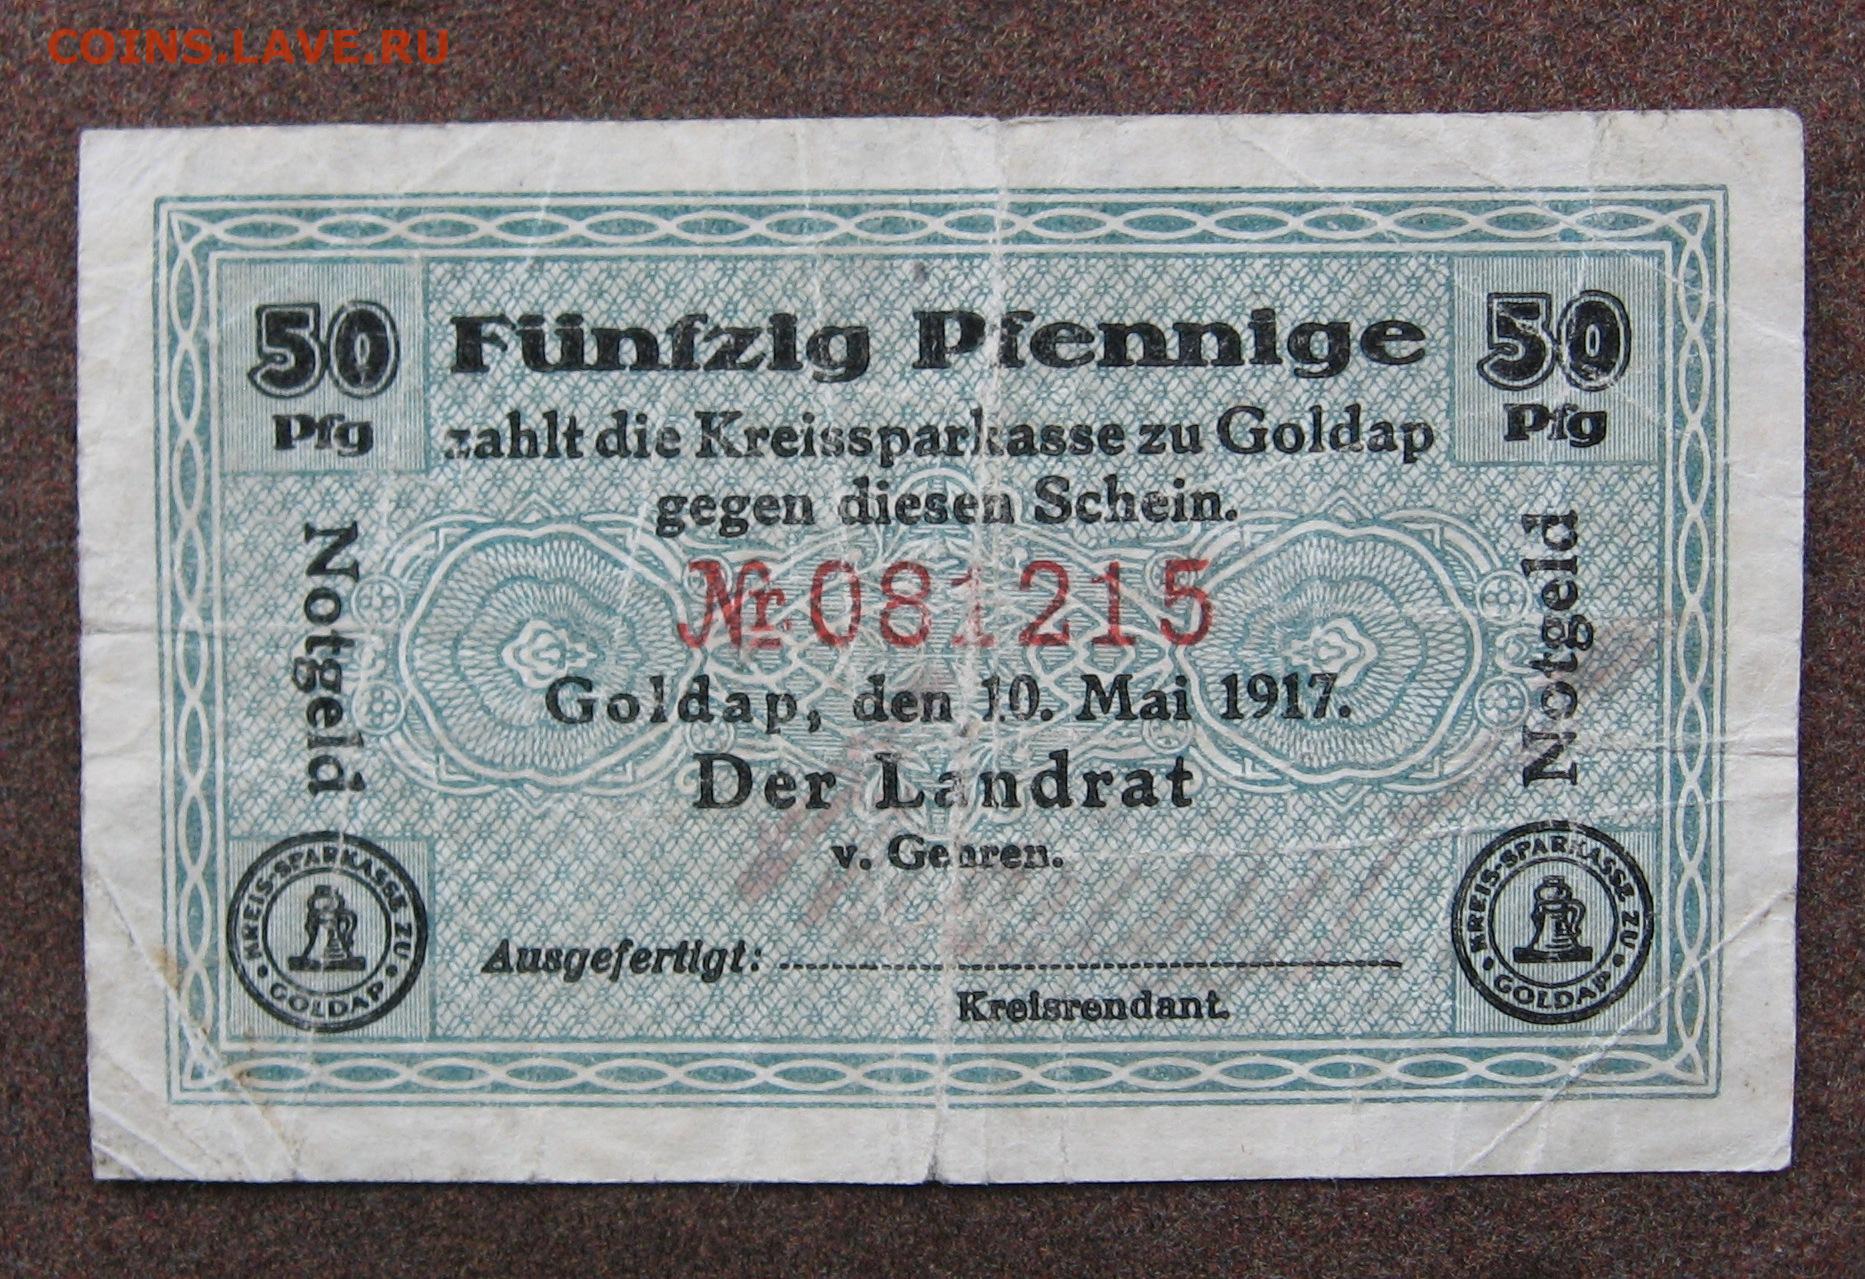 COINS.LAVE.RU
50 Pfg
Fünfzig Pfennige
50 Pfg
zahlt die Kreissparkasse zu Goldap
gegen diesen Schein.
Notgeld
Nr 081215
Notgeld
Goldap, den 10. Mai 1917.
Der Landrat
v. Gehren.
KREIS-SPARKASSE ZU GOLDAP
Ausgefertigt:
Kreisrendant.
KREIS-SPARKASSE ZU GOLDAP